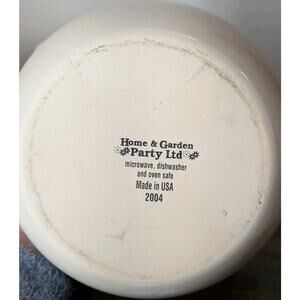 Home & Garden
Party Ltd
microwave, dishwasher
and oven safe
Made in USA
2004